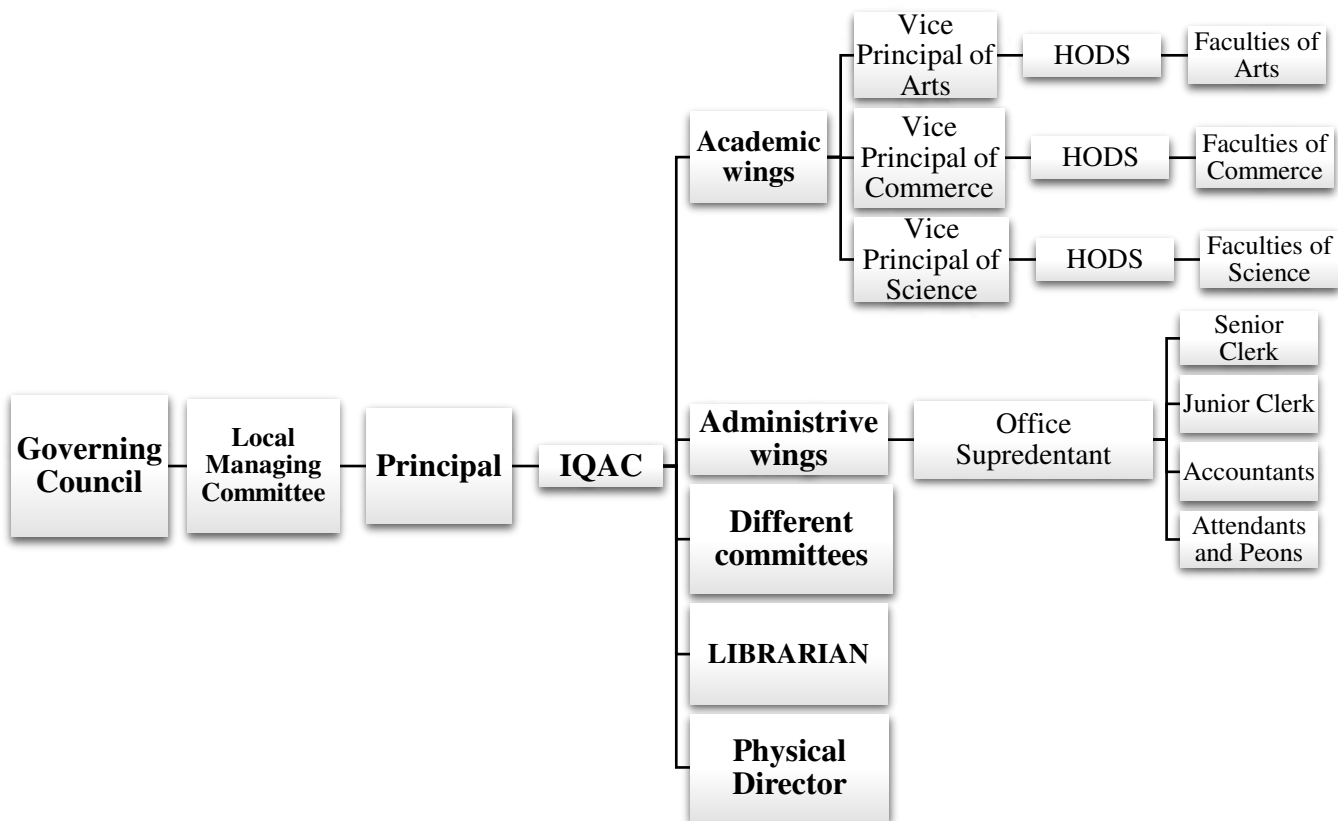 Governing
Council
Local
Managing
Committee
Principal
IQAC
Academic
wings
Vice
Principal of
Arts
HODS
Faculties of
Arts
Vice
Principal of
Commerce
HODS
Faculties of
Commerce
Vice
Principal of
Science
HODS
Faculties of
Science
Administrive
wings
Office
Supredentant
Senior
Clerk
Junior Clerk
Accountants
Attendants
and Peons
Different
committees
LIBRARIAN
Physical
Director